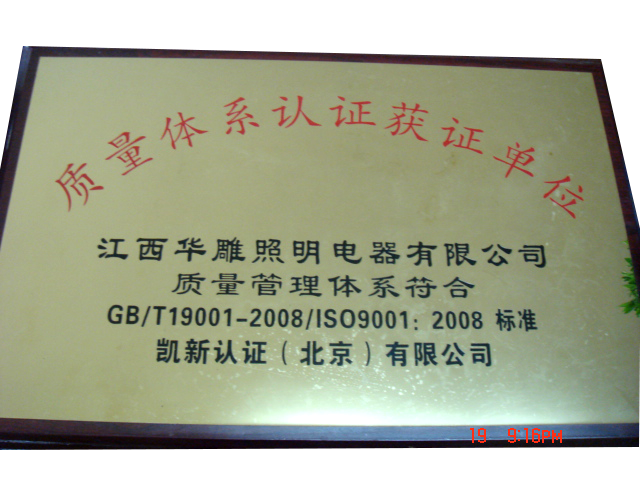 质量体系认证获证单位
江西华雕照明电器有限公司
质量管理体系符合
GB/T19001-2008/ISO9001: 2008 标准
凯新认证（北京）有限公司
19 9:16PM